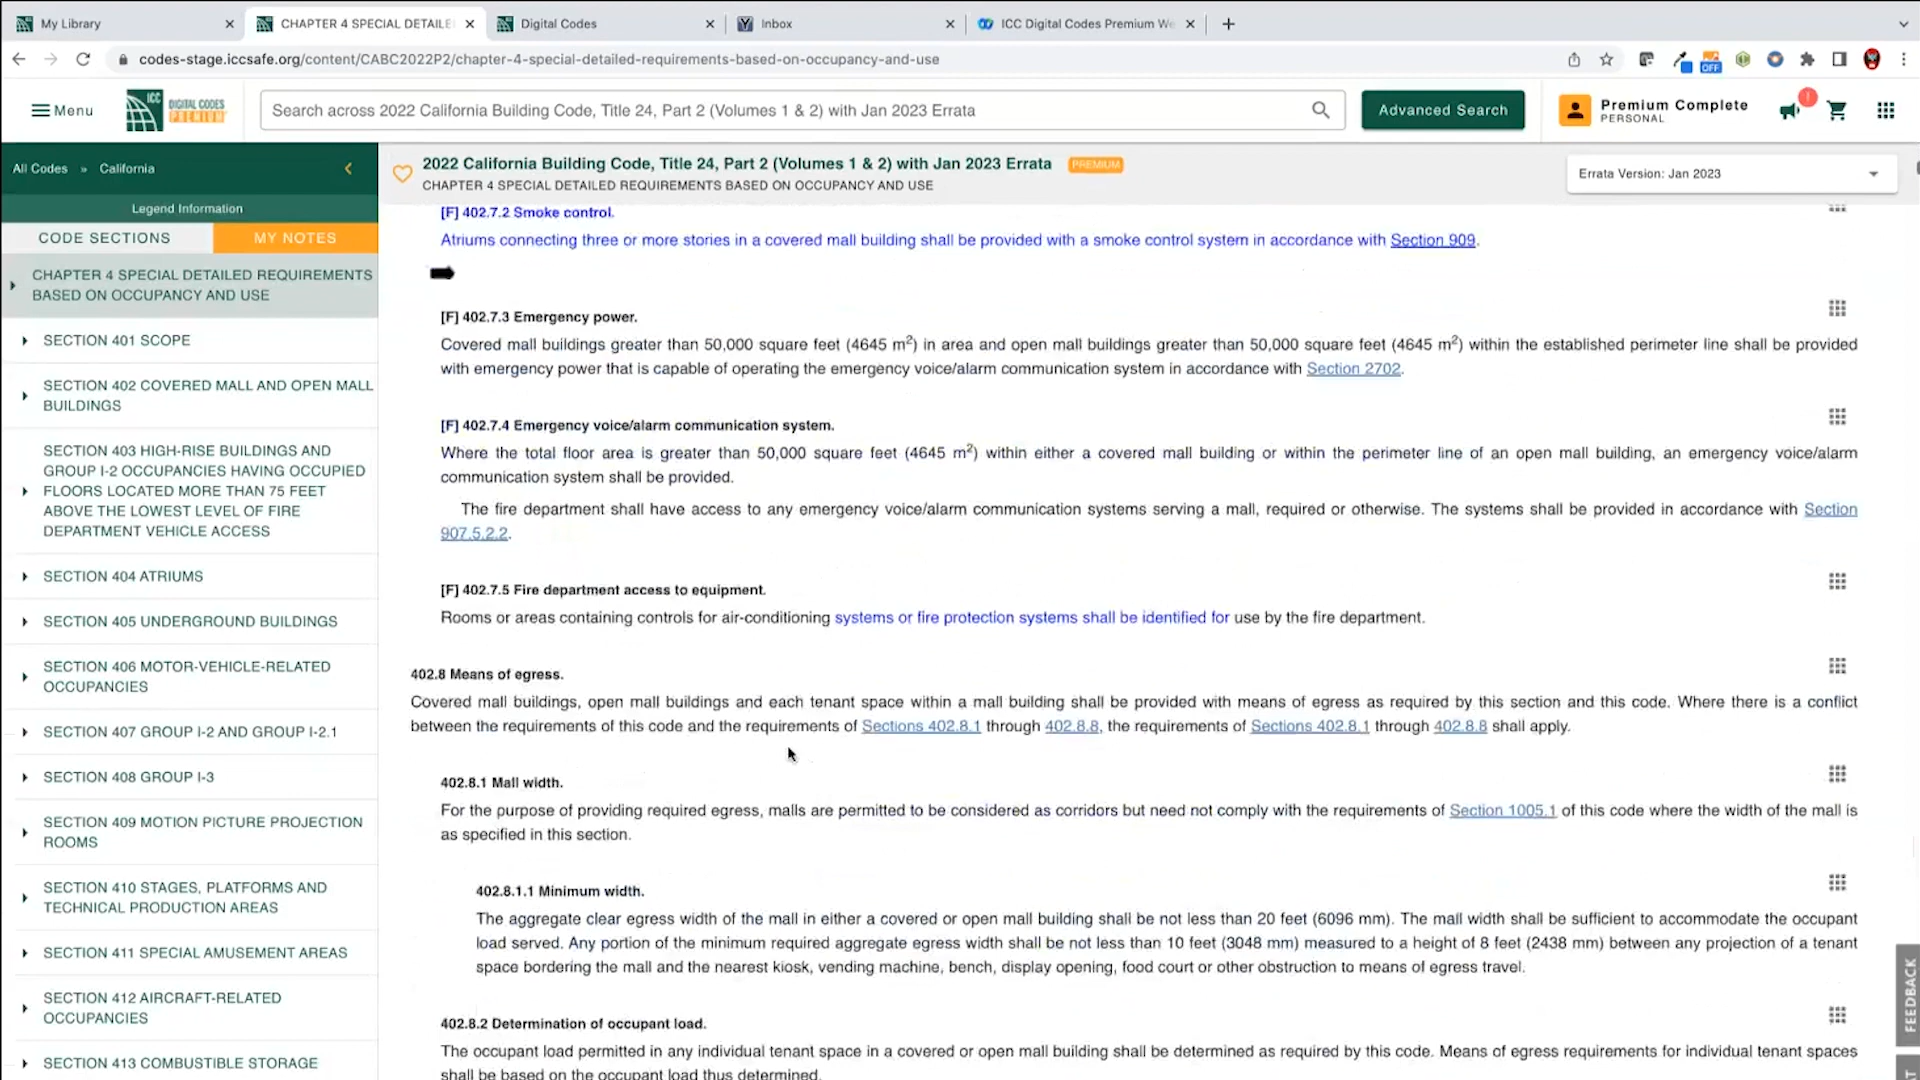 My Library
CHAPTER 4 SPECIAL DETAILE
Digital Codes
Inbox
ICC Digital Codes Premium We
codes-stage.iccsafe.org/content/CABC2022P2/chapter-4-special-detailed-requirements-based-on-occupancy-and-use
OFF
Menu
ICC
DIGITAL CODES
PREMIUM
Search across 2022 California Building Code, Title 24, Part 2 (Volumes 1 & 2) with Jan 2023 Errata
Advanced Search
Premium Complete
PERSONAL
!
All Codes » California
Legend Information
CODE SECTIONS
MY NOTES
CHAPTER 4 SPECIAL DETAILED REQUIREMENTS
BASED ON OCCUPANCY AND USE
SECTION 401 SCOPE
SECTION 402 COVERED MALL AND OPEN MALL
BUILDINGS
SECTION 403 HIGH-RISE BUILDINGS AND
GROUP I-2 OCCUPANCIES HAVING OCCUPIED
FLOORS LOCATED MORE THAN 75 FEET
ABOVE THE LOWEST LEVEL OF FIRE
DEPARTMENT VEHICLE ACCESS
SECTION 404 ATRIUMS
SECTION 405 UNDERGROUND BUILDINGS
SECTION 406 MOTOR-VEHICLE-RELATED
OCCUPANCIES
SECTION 407 GROUP I-2 AND GROUP I-2.1
SECTION 408 GROUP I-3
SECTION 409 MOTION PICTURE PROJECTION
ROOMS
SECTION 410 STAGES, PLATFORMS AND
TECHNICAL PRODUCTION AREAS
SECTION 411 SPECIAL AMUSEMENT AREAS
SECTION 412 AIRCRAFT-RELATED
OCCUPANCIES
SECTION 413 COMBUSTIBLE STORAGE
2022 California Building Code, Title 24, Part 2 (Volumes 1 & 2) with Jan 2023 Errata PREMIUM
CHAPTER 4 SPECIAL DETAILED REQUIREMENTS BASED ON OCCUPANCY AND USE
Errata Version: Jan 2023
[F] 402.7.2 Smoke control.
Atriums connecting three or more stories in a covered mall building shall be provided with a smoke control system in accordance with Section 909.
[F] 402.7.3 Emergency power.
Covered mall buildings greater than 50,000 square feet (4645 m²) in area and open mall buildings greater than 50,000 square feet (4645 m²) within the established perimeter line shall be provided
with emergency power that is capable of operating the emergency voice/alarm communication system in accordance with Section 2702.
[F] 402.7.4 Emergency voice/alarm communication system.
Where the total floor area is greater than 50,000 square feet (4645 m²) within either a covered mall building or within the perimeter line of an open mall building, an emergency voice/alarm
communication system shall be provided.
The fire department shall have access to any emergency voice/alarm communication systems serving a mall, required or otherwise. The systems shall be provided in accordance with Section
907.5.2.2.
[F] 402.7.5 Fire department access to equipment.
Rooms or areas containing controls for air-conditioning systems or fire protection systems shall be identified for use by the fire department.
402.8 Means of egress.
Covered mall buildings, open mall buildings and each tenant space within a mall building shall be provided with means of egress as required by this section and this code. Where there is a conflict
between the requirements of this code and the requirements of Sections 402.8.1 through 402.8.8, the requirements of Sections 402.8.1 through 402.8.8 shall apply.
402.8.1 Mall width.
For the purpose of providing required egress, malls are permitted to be considered as corridors but need not comply with the requirements of Section 1005.1 of this code where the width of the mall is
as specified in this section.
402.8.1.1 Minimum width.
The aggregate clear egress width of the mall in either a covered or open mall building shall be not less than 20 feet (6096 mm). The mall width shall be sufficient to accommodate the occupant
load served. Any portion of the minimum required aggregate egress width shall be not less than 10 feet (3048 mm) measured to a height of 8 feet (2438 mm) between any projection of a tenant
space bordering the mall and the nearest kiosk, vending machine, bench, display opening, food court or other obstruction to means of egress travel.
402.8.2 Determination of occupant load.
The occupant load permitted in any individual tenant space in a covered or open mall building shall be determined as required by this code. Means of egress requirements for individual tenant spaces
shall be based on the occupant load thus determined.
FEEDBACK